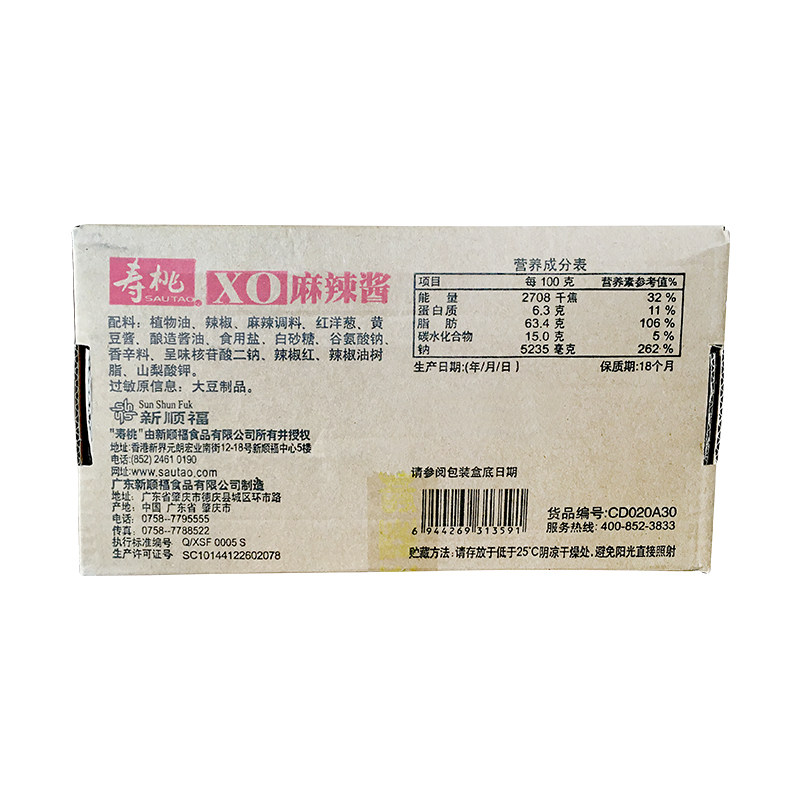 寿桃
SAUTAO®
XO麻辣酱
配料：植物油、辣椒、麻辣调料、红洋葱、黄
豆酱、酿造酱油、食用盐、白砂糖、谷氨酸钠、
香辛料、呈味核苷酸二钠、辣椒红、辣椒油树
脂、山梨酸钾。
过敏原信息：大豆制品。
Sun Shun Fuk
新顺福
"寿桃"由新顺福食品有限公司所有并授权
地址:香港新界元朗宏业南街12-18号新顺福中心5楼
电话:(852) 2461 0190
网址:www.sautao.com
广东新顺福食品有限公司制造
地址：广东省肇庆市德庆县城区环市路
产地：中国 广东省 肇庆市
电话：0758--7795555
传真：0758--7788522
执行标准编号 Q/XSF 0005 S
生产许可证号 SC10144122602078
营养成分表
项目 每 100 克 营养素参考值%
能 量 2708 千焦 32 %
蛋白质 6.3 克 11 %
脂 肪 63.4 克 106 %
碳水化合物 15.0 克 5 %
钠 5235 毫克 262 %
生产日期:(年/月/日) 保质期:18个月
请参阅包装盒底日期
6 944269 313591
货品编号:CD020A30
服务热线: 400-852-3833
贮藏方法:请存放于低于25℃阴凉干燥处,避免阳光直接照射